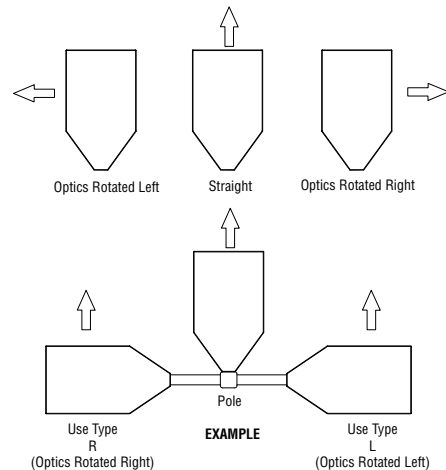 Optics Rotated Left
Straight
Optics Rotated Right
Pole
Use Type
R
(Optics Rotated Right)
EXAMPLE
Use Type
L
(Optics Rotated Left)